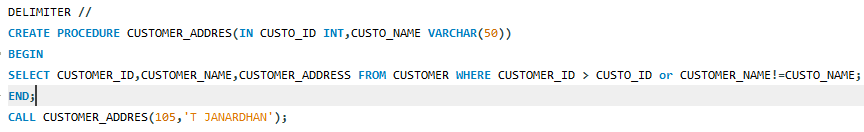 DELIMITER //
CREATE PROCEDURE CUSTOMER_ADDRES(IN CUSTO_ID INT,CUSTO_NAME VARCHAR(50))
BEGIN
SELECT CUSTOMER_ID,CUSTOMER_NAME,CUSTOMER_ADDRESS FROM CUSTOMER WHERE CUSTOMER_ID > CUSTO_ID or CUSTOMER_NAME!=CUSTO_NAME;
END;
CALL CUSTOMER_ADDRES(105,'T JANARDHAN');